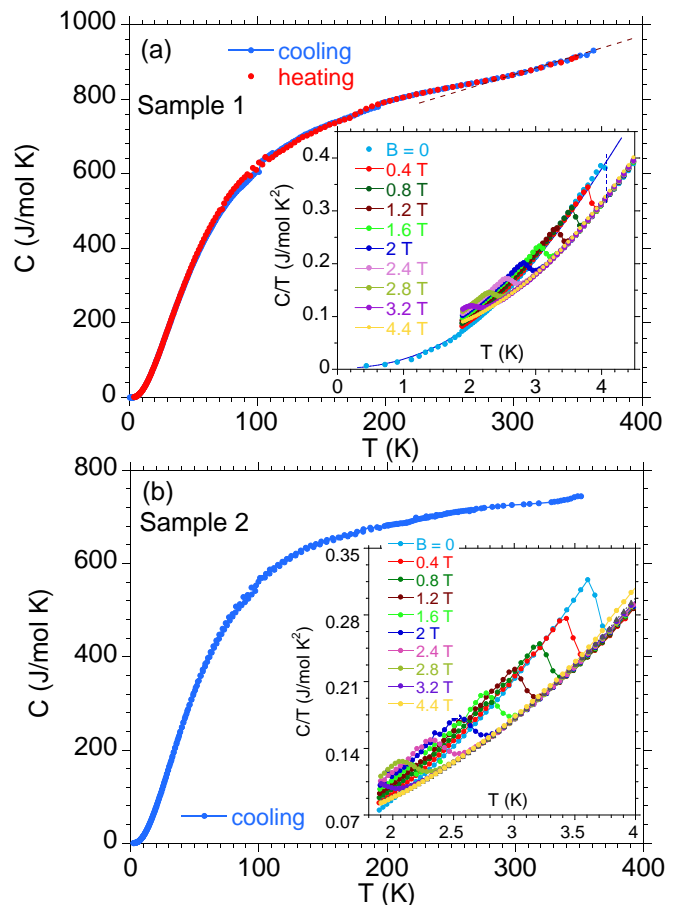 (a)
cooling
heating
Sample 1
C (J/mol K)
1000
800
600
400
200
0
0 100 200 300 400
T (K)
C/T (J/mol K²)
0.4
0.3
0.2
0.1
0
B = 0
0.4 T
0.8 T
1.2 T
1.6 T
2 T
2.4 T
2.8 T
3.2 T
4.4 T
T (K)
0 1 2 3 4
(b)
Sample 2
C (J/mol K)
800
600
400
200
0
cooling
0 100 200 300 400
T (K)
C/T (J/mol K²)
0.35
0.28
0.21
0.14
0.07
B = 0
0.4 T
0.8 T
1.2 T
1.6 T
2 T
2.4 T
2.8 T
3.2 T
4.4 T
T (K)
2 2.5 3 3.5 4